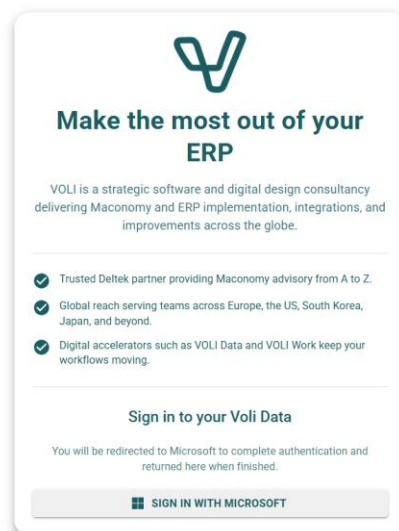 Make the most out of your
ERP
VOLI is a strategic software and digital design consultancy
delivering Maconomy and ERP implementation, integrations, and
improvements across the globe.
Trusted Deltek partner providing Maconomy advisory from A to Z.
Global reach serving teams across Europe, the US, South Korea,
Japan, and beyond.
Digital accelerators such as VOLI Data and VOLI Work keep your
workflows moving.
Sign in to your Voli Data
You will be redirected to Microsoft to complete authentication and
returned here when finished.
SIGN IN WITH MICROSOFT